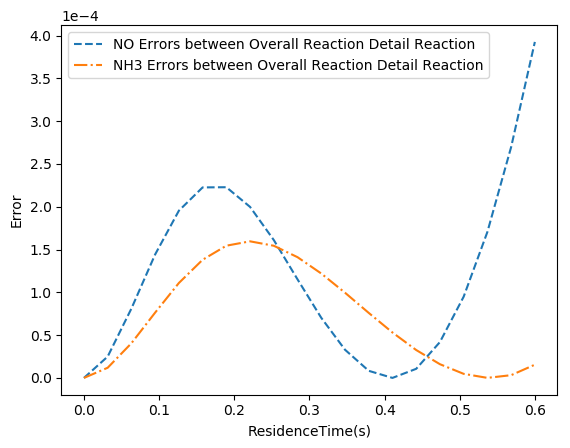 1e−4
NO Errors between Overall Reaction Detail Reaction
NH3 Errors between Overall Reaction Detail Reaction
4.0
3.5
3.0
2.5
2.0
1.5
1.0
0.5
0.0
Error
0.0 0.1 0.2 0.3 0.4 0.5 0.6
ResidenceTime(s)